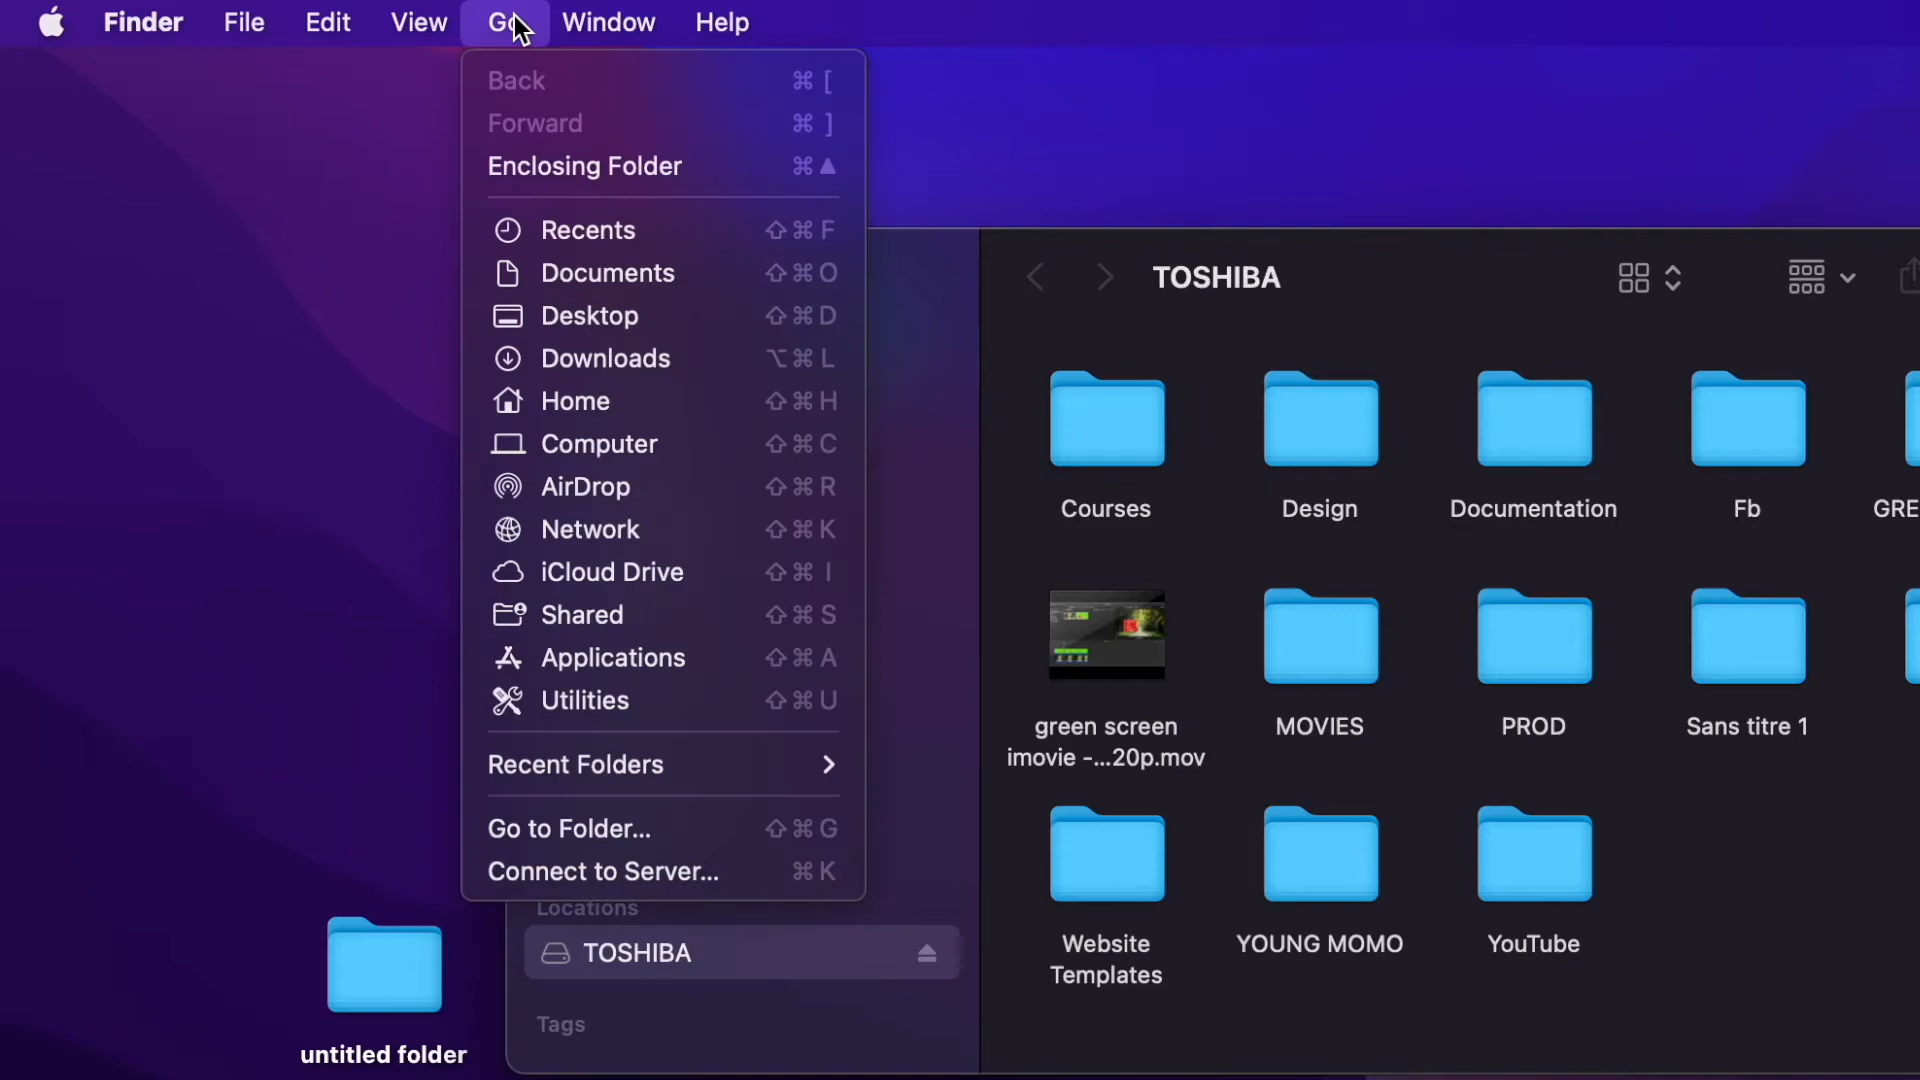 Finder File Edit View Go Window Help
Back ⌘ [
Forward ⌘ ]
Enclosing Folder ⌘▲
Recents ⇧⌘F
Documents ⇧⌘O
Desktop ⇧⌘D
Downloads ⌥⌘L
Home ⇧⌘H
Computer ⇧⌘C
AirDrop ⇧⌘R
Network ⇧⌘K
iCloud Drive ⇧⌘I
Shared ⇧⌘S
Applications ⇧⌘A
Utilities ⇧⌘U
Recent Folders
Go to Folder... ⇧⌘G
Connect to Server... ⌘K
Locations
TOSHIBA
Tags
untitled folder
TOSHIBA
Courses Design Documentation Fb GRE
green screen
imovie -...20p.mov
MOVIES PROD Sans titre 1
Website
Templates
YOUNG MOMO YouTube